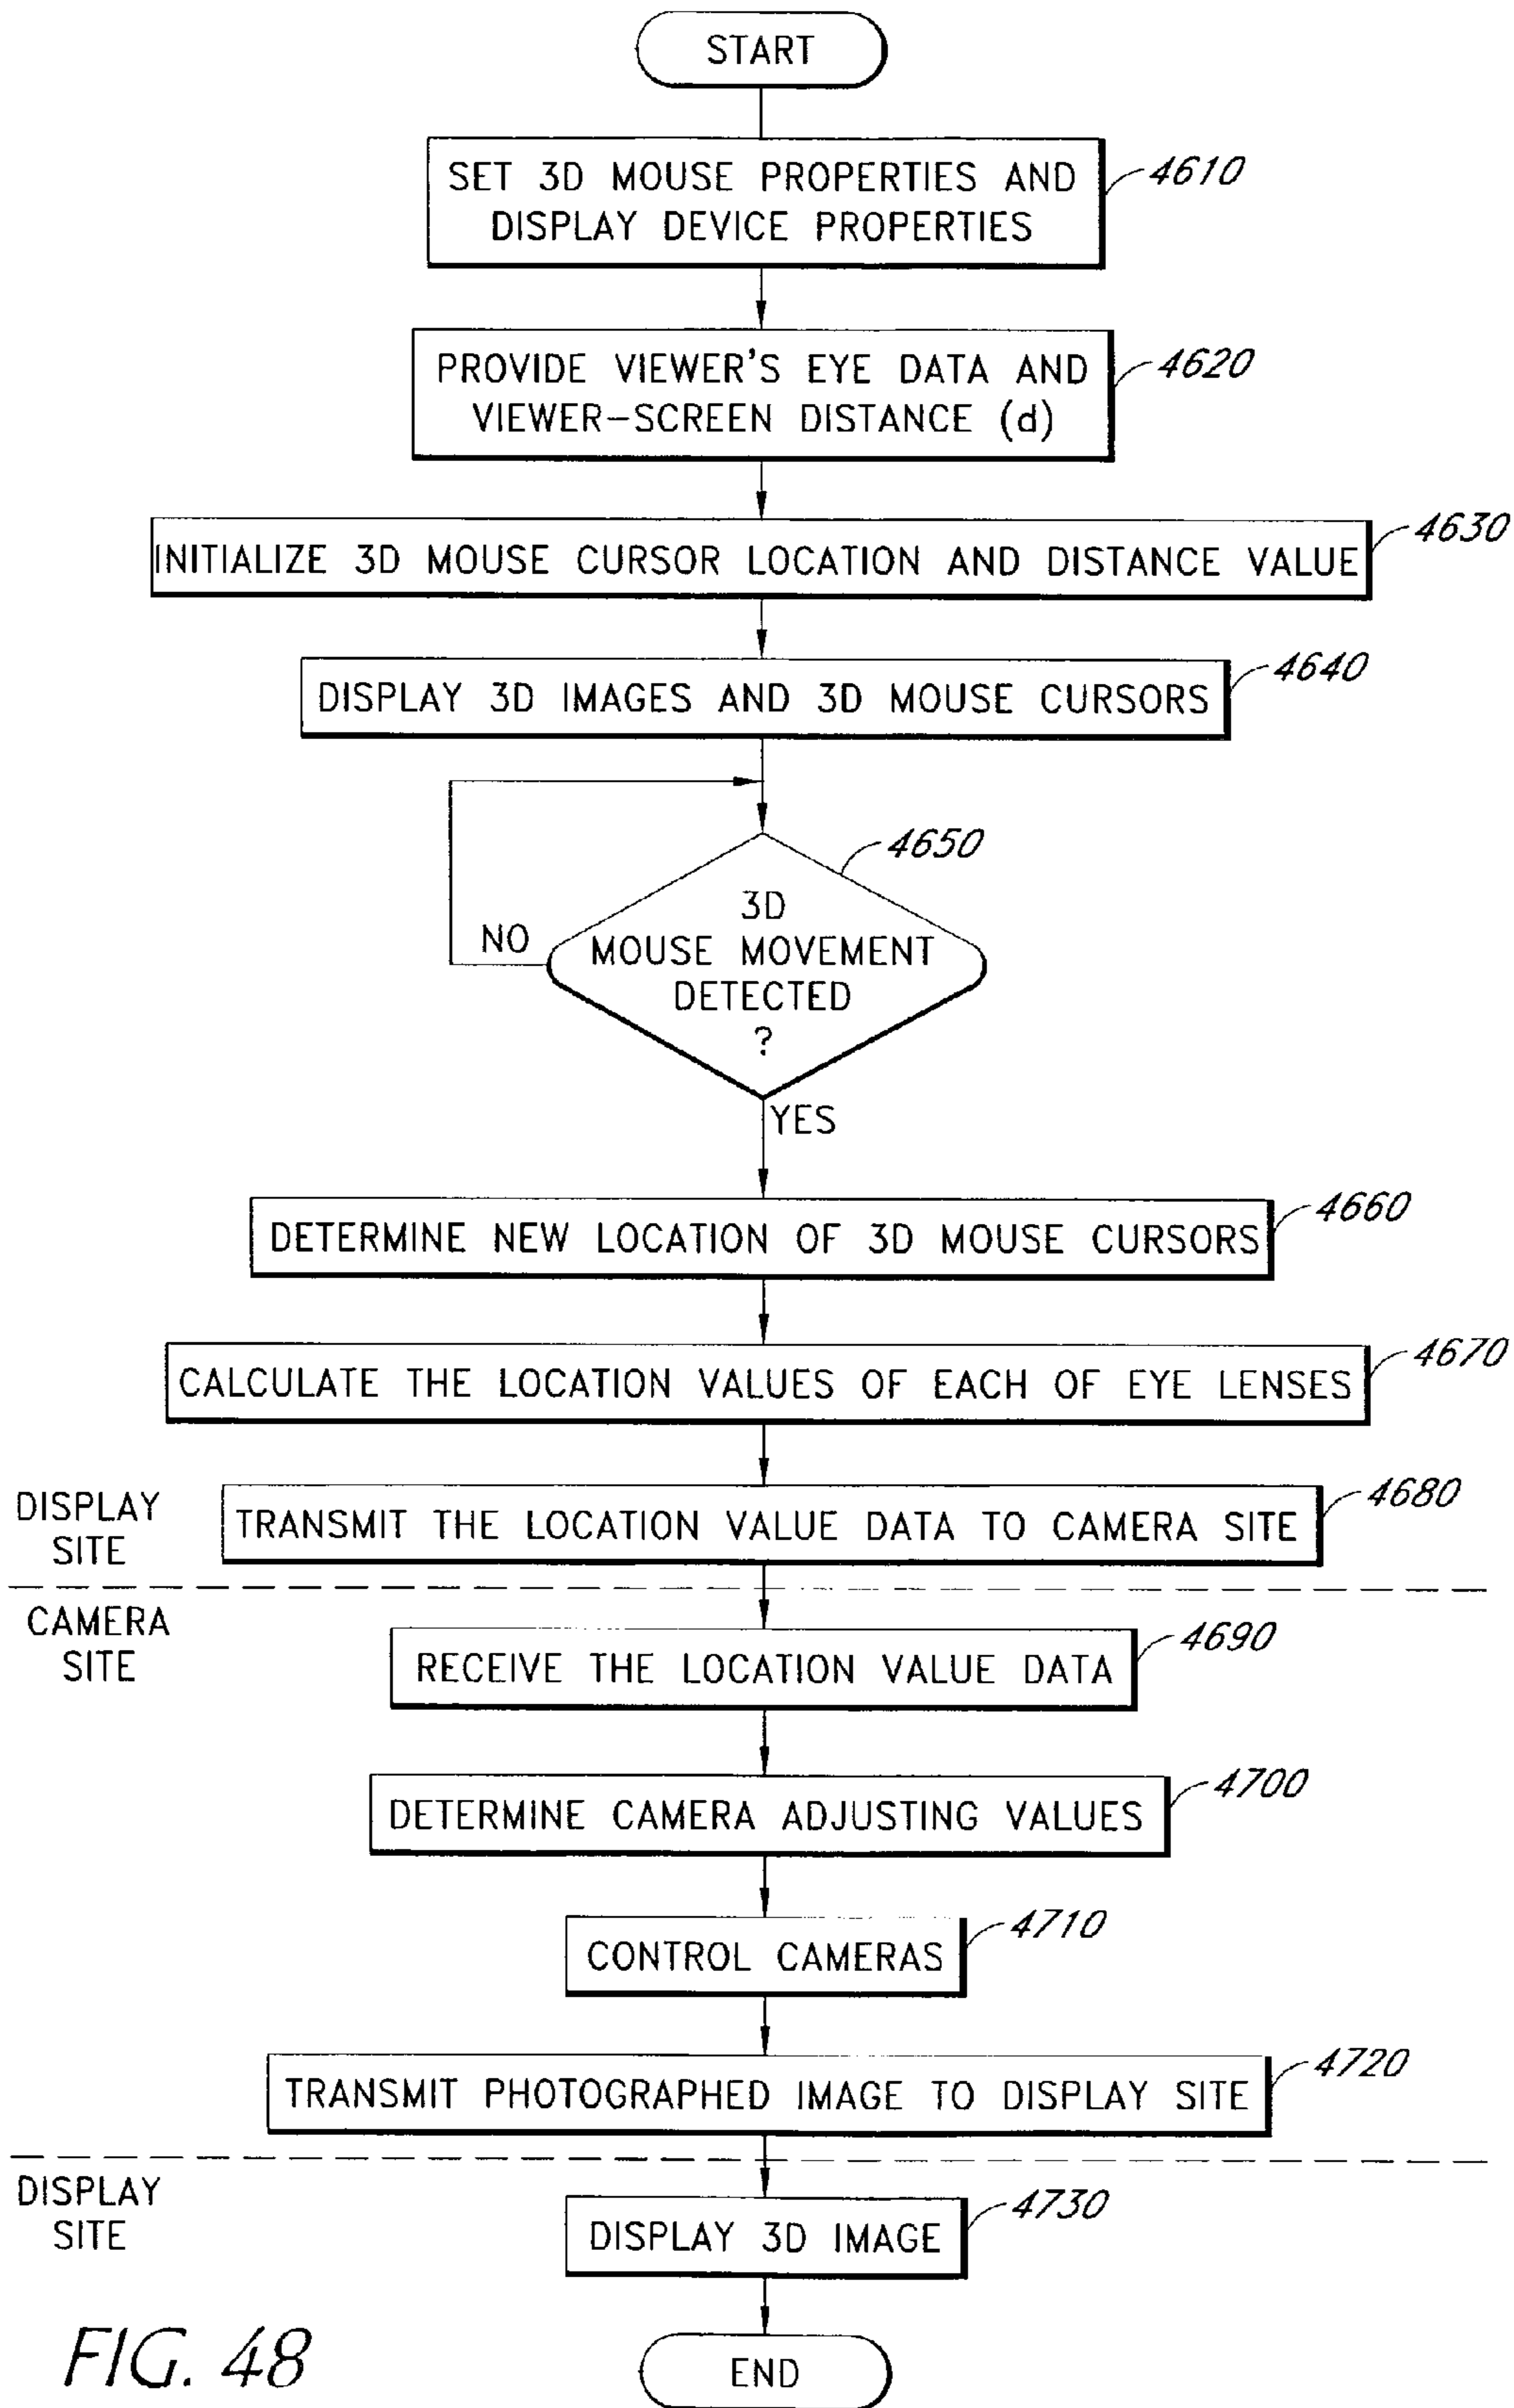 START
SET 3D MOUSE PROPERTIES AND
DISPLAY DEVICE PROPERTIES
4610
PROVIDE VIEWER'S EYE DATA AND
VIEWER-SCREEN DISTANCE (d)
4620
INITIALIZE 3D MOUSE CURSOR LOCATION AND DISTANCE VALUE
4630
DISPLAY 3D IMAGES AND 3D MOUSE CURSORS
4640
4650
3D
MOUSE MOVEMENT
DETECTED
?
NO
YES
DETERMINE NEW LOCATION OF 3D MOUSE CURSORS
4660
CALCULATE THE LOCATION VALUES OF EACH OF EYE LENSES
4670
DISPLAY
SITE
TRANSMIT THE LOCATION VALUE DATA TO CAMERA SITE
4680
CAMERA
SITE
RECEIVE THE LOCATION VALUE DATA
4690
DETERMINE CAMERA ADJUSTING VALUES
4700
CONTROL CAMERAS
4710
TRANSMIT PHOTOGRAPHED IMAGE TO DISPLAY SITE
4720
DISPLAY
SITE
DISPLAY 3D IMAGE
4730
END
FIG. 48